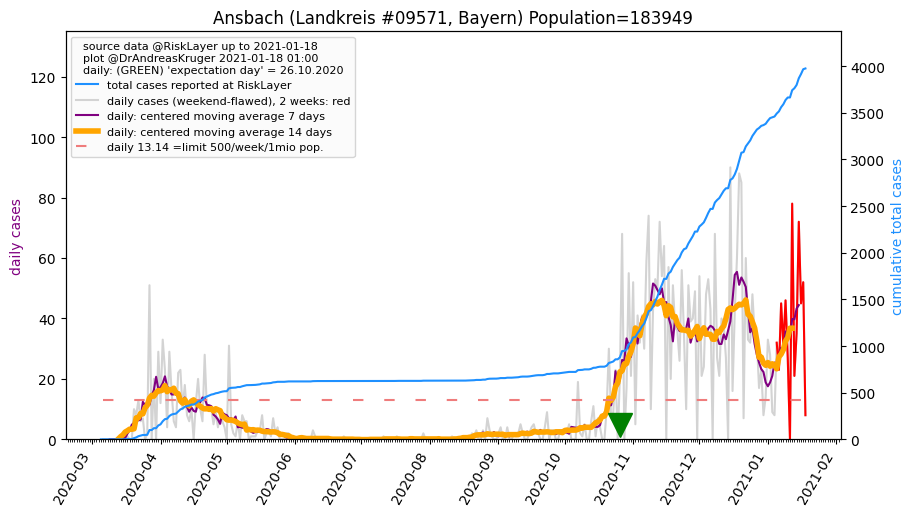 Ansbach (Landkreis #09571, Bayern) Population=183949
source data @RiskLayer up to 2021-01-18
plot @DrAndreasKruger 2021-01-18 01:00
daily: (GREEN) 'expectation day' = 26.10.2020
total cases reported at RiskLayer
daily cases (weekend-flawed), 2 weeks: red
daily: centered moving average 7 days
daily: centered moving average 14 days
daily 13.14 =limit 500/week/1mio pop.
daily cases
120
100
80
60
40
20
0
cumulative total cases
4000
3500
3000
2500
2000
1500
1000
500
0
2020-03
2020-04
2020-05
2020-06
2020-07
2020-08
2020-09
2020-10
2020-11
2020-12
2021-01
2021-02